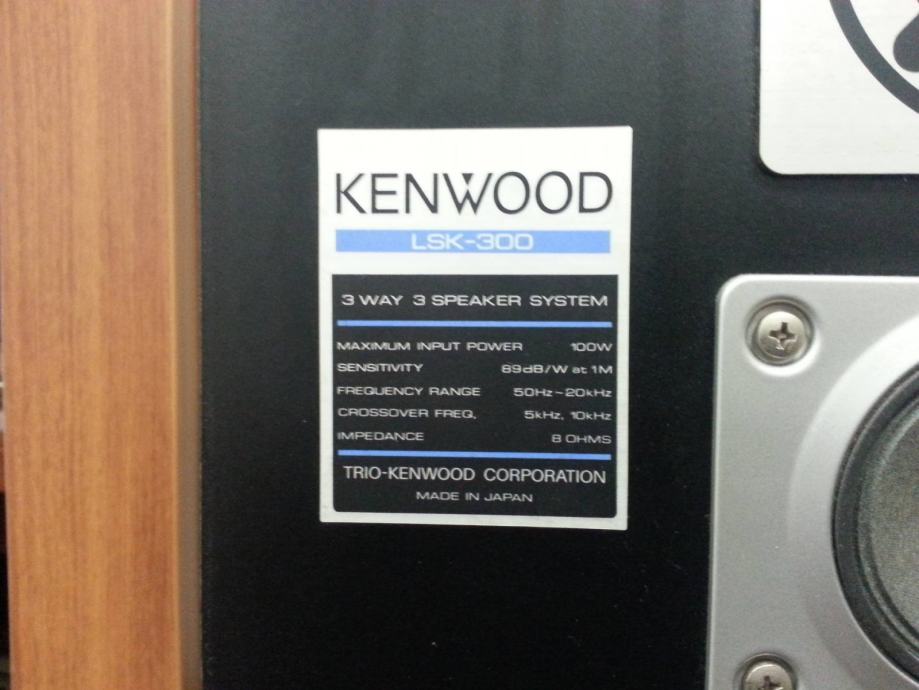 KENWOOD
LSK-300
3 WAY 3 SPEAKER SYSTEM
MAXIMUM INPUT POWER 100W
SENSITIVITY 89dB/W at 1M
FREQUENCY RANGE 50Hz~20kHz
CROSSOVER FREQ. 5kHz, 10kHz
IMPEDANCE 8 OHMS
TRIO-KENWOOD CORPORATION
MADE IN JAPAN